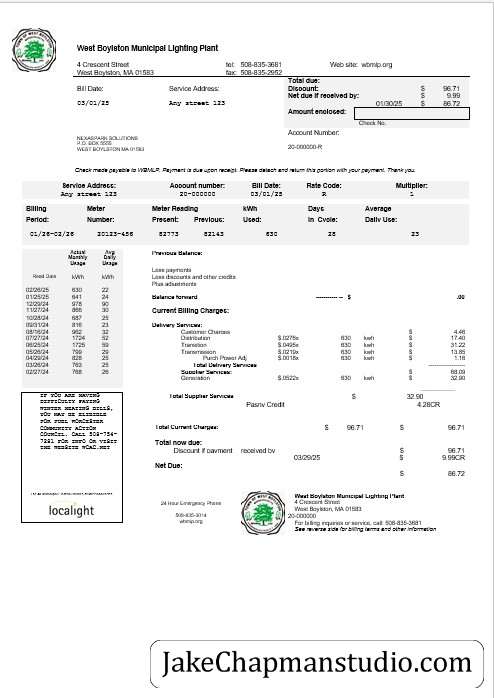 West Boylston Municipal Lighting Plant
4 Crescent Street tel: 508-835-3681 Web site: wbmlp.org
West Boylston, MA 01583 fax: 508-835-2952
Total due:
Bill Date: Service Address: Discount: $ 96.71
Net due if received by: $ 9.99
03/01/25 Any street 123 01/30/25 $ 86.72
Amount enclosed:
Check No.
Account Number:
NEXASPARK SOLUTIONS
P.O. BOX 5555
WEST BOYLSTON MA 01583
20-000000-R
Check made payable to WBMLP. Payment is due upon receipt. Please detach and return this portion with your payment. Thank you.
Service Address: Account number: Bill Date: Rate Code: Multiplier:
Any street 123 20-000000 03/01/25 R 1
Billing Meter Meter Reading kWh Days Average
Period: Number: Present: Previous: Used: In Cycle: Daily Use:
01/26-02/26 20123-456 82773 82143 630 28 23
Actual Monthly Usage Avg Daily Usage
Read Date kWh kWh
02/26/25 630 22
01/25/25 641 24
12/29/24 978 90
11/27/24 866 30
10/28/24 687 25
09/31/24 816 23
08/16/24 962 32
07/27/24 1724 52
06/25/24 1725 59
05/26/24 799 29
04/29/24 828 25
03/26/24 763 25
02/27/24 768 26
Previous Balance:
Less payments
Less discounts and other credits
Plus adjustments
Balance forward ----------- $ .00
Current Billing Charges:
Delivery Services:
Customer Charges $ 4.46
Distribution $.0276x 630 kwh $ 17.40
Transition $.0495x 630 kwh $ 31.22
Transmission $.0219x 630 kwh $ 13.85
Purch Power Adj $.0018x 630 kwh $ 1.16
Total Delivery Services
Supplier Services: $ 68.09
Generation $.0522x 630 kwh $ 32.90
Total Supplier Services $ 32.90
Pasny Credit 4.28CR
Total Current Charges: $ 96.71 $ 96.71
Total now due: $ 96.71
Discount if payment received by
03/29/25 $ 9.99CR
Net Due:
$ 86.72
IF YOU ARE HAVING
DIFFICULTY PAYING
WINTER HEATING BILLS,
YOU MAY BE ELIGIBLE
FOR FUEL WORCESTER
COMMUNITY ACTION
COUNCIL. CALL 508-754-
7281 FOR INFO OR VISIT
THE WEBSITE WCAC.NET
localight
24 Hour Emergency Phone
508-835-3014
wbmlp.org
West Boylston Municipal Lighting Plant
4 Crescent Street
West Boylston, MA 01583
20-000000
For billing inquires or service, call: 508-835-3681
See reverse side for billing terms and other information
JakeChapmanstudio.com